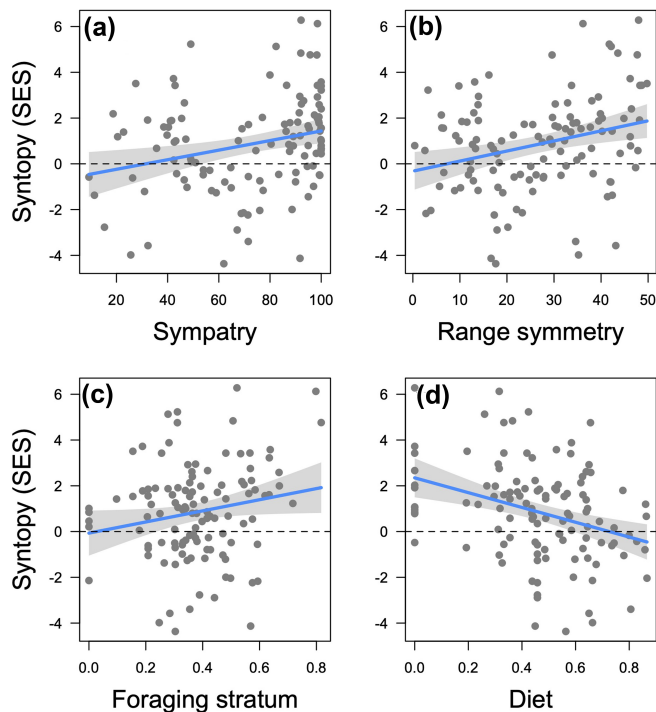 (a) (b)
Syntopy (SES)
6
4
2
0
-2
-4
20 40 60 80 100
Sympatry
6
4
2
0
-2
-4
0 10 20 30 40 50
Range symmetry
(c) (d)
Syntopy (SES)
6
4
2
0
-2
-4
0.0 0.2 0.4 0.6 0.8
Foraging stratum
6
4
2
0
-2
-4
0.0 0.2 0.4 0.6 0.8
Diet